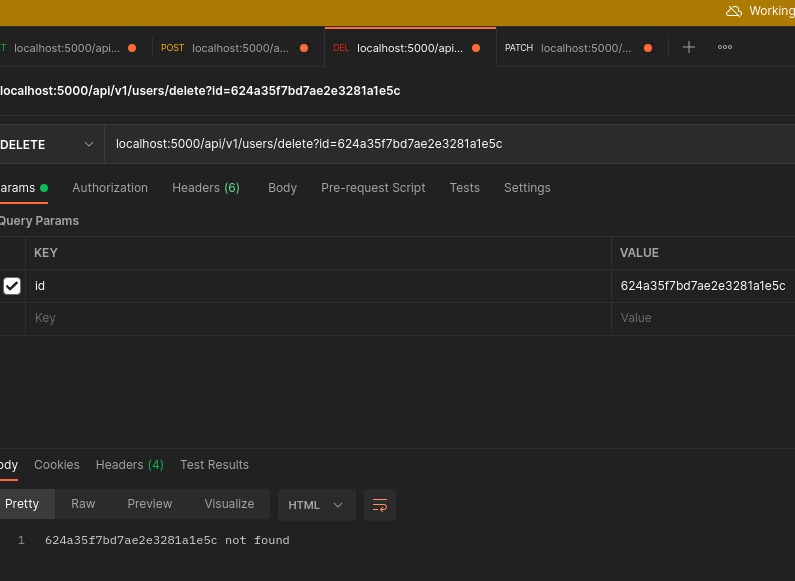 Working
T localhost:5000/api... POST localhost:5000/a... DEL localhost:5000/api... PATCH localhost:5000/...
localhost:5000/api/v1/users/delete?id=624a35f7bd7ae2e3281a1e5c
DELETE localhost:5000/api/v1/users/delete?id=624a35f7bd7ae2e3281a1e5c
arams Authorization Headers (6) Body Pre-request Script Tests Settings
Query Params
KEY VALUE
id 624a35f7bd7ae2e3281a1e5c
Key Value
ody Cookies Headers (4) Test Results
Pretty Raw Preview Visualize HTML
1 624a35f7bd7ae2e3281a1e5c not found